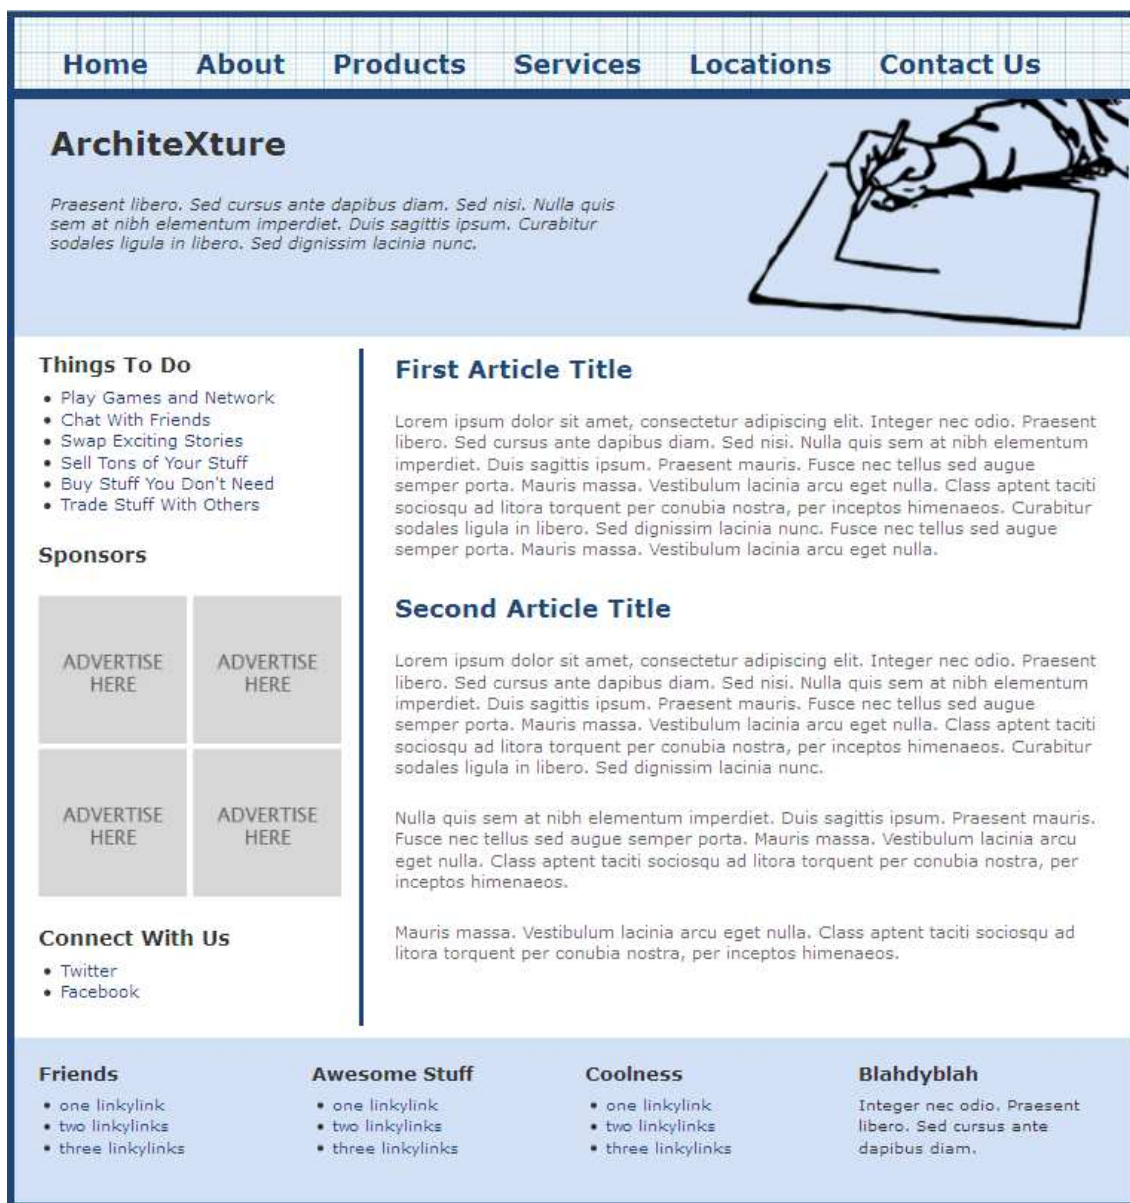 Home About Products Services Locations Contact Us
ArchiteXture
Praesent libero. Sed cursus ante dapibus diam. Sed nisi. Nulla quis
sem at nibh elementum imperdiet. Duis sagittis ipsum. Curabitur
sodales ligula in libero. Sed dignissim lacinia nunc.
Things To Do
• Play Games and Network
• Chat With Friends
• Swap Exciting Stories
• Sell Tons of Your Stuff
• Buy Stuff You Don't Need
• Trade Stuff With Others
Sponsors
ADVERTISE
HERE
ADVERTISE
HERE
ADVERTISE
HERE
ADVERTISE
HERE
Connect With Us
• Twitter
• Facebook
First Article Title
Lorem ipsum dolor sit amet, consectetur adipiscing elit. Integer nec odio. Praesent
libero. Sed cursus ante dapibus diam. Sed nisi. Nulla quis sem at nibh elementum
imperdiet. Duis sagittis ipsum. Praesent mauris. Fusce nec tellus sed augue
semper porta. Mauris massa. Vestibulum lacinia arcu eget nulla. Class aptent taciti
sociosqu ad litora torquent per conubia nostra, per inceptos himenaeos. Curabitur
sodales ligula in libero. Sed dignissim lacinia nunc. Fusce nec tellus sed augue
semper porta. Mauris massa. Vestibulum lacinia arcu eget nulla.
Second Article Title
Lorem ipsum dolor sit amet, consectetur adipiscing elit. Integer nec odio. Praesent
libero. Sed cursus ante dapibus diam. Sed nisi. Nulla quis sem at nibh elementum
imperdiet. Duis sagittis ipsum. Praesent mauris. Fusce nec tellus sed augue
semper porta. Mauris massa. Vestibulum lacinia arcu eget nulla. Class aptent taciti
sociosqu ad litora torquent per conubia nostra, per inceptos himenaeos. Curabitur
sodales ligula in libero. Sed dignissim lacinia nunc.
Nulla quis sem at nibh elementum imperdiet. Duis sagittis ipsum. Praesent mauris.
Fusce nec tellus sed augue semper porta. Mauris massa. Vestibulum lacinia arcu
eget nulla. Class aptent taciti sociosqu ad litora torquent per conubia nostra, per
inceptos himenaeos.
Mauris massa. Vestibulum lacinia arcu eget nulla. Class aptent taciti sociosqu ad
litora torquent per conubia nostra, per inceptos himenaeos.
Friends
• one linkylink
• two linkylinks
• three linkylinks
Awesome Stuff
• one linkylink
• two linkylinks
• three linkylinks
Coolness
• one linkylink
• two linkylinks
• three linkylinks
Blahdyblah
Integer nec odio. Praesent
libero. Sed cursus ante
dapibus diam.